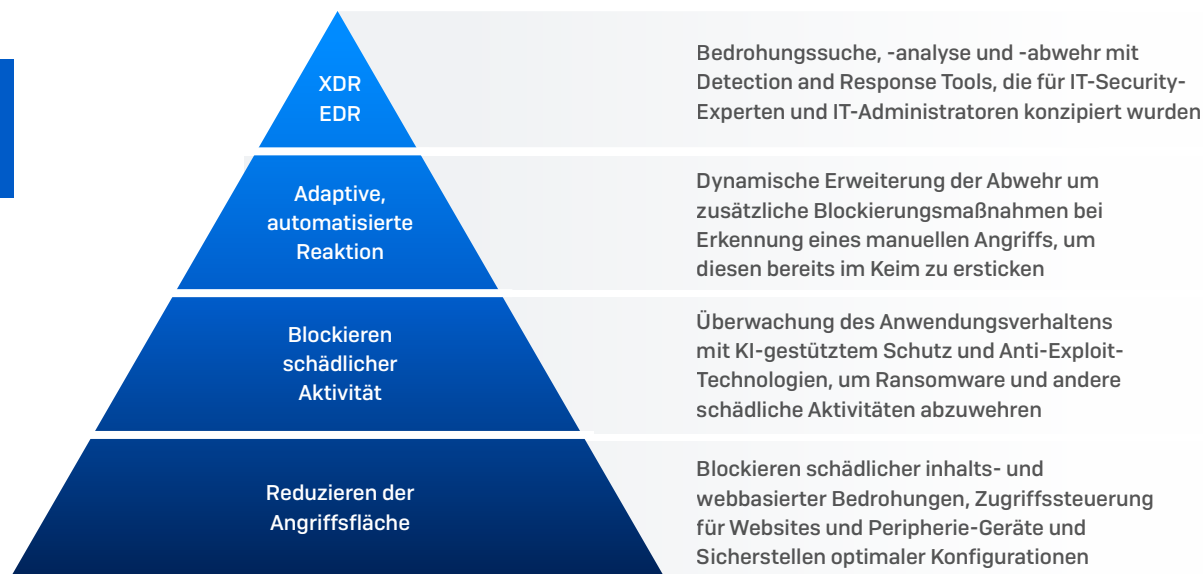 XDR
EDR
Bedrohungssuche, -analyse und -abwehr mit
Detection and Response Tools, die für IT-Security-
Experten und IT-Administratoren konzipiert wurden
Adaptive,
automatisierte
Reaktion
Dynamische Erweiterung der Abwehr um
zusätzliche Blockierungsmaßnahmen bei
Erkennung eines manuellen Angriffs, um
diesen bereits im Keim zu ersticken
Blockieren
schädlicher
Aktivität
Überwachung des Anwendungsverhaltens
mit KI-gestütztem Schutz und Anti-Exploit-
Technologien, um Ransomware und andere
schädliche Aktivitäten abzuwehren
Reduzieren der
Angriffsfläche
Blockieren schädlicher inhalts- und
webbasierter Bedrohungen, Zugriffssteuerung
für Websites und Peripherie-Geräte und
Sicherstellen optimaler Konfigurationen